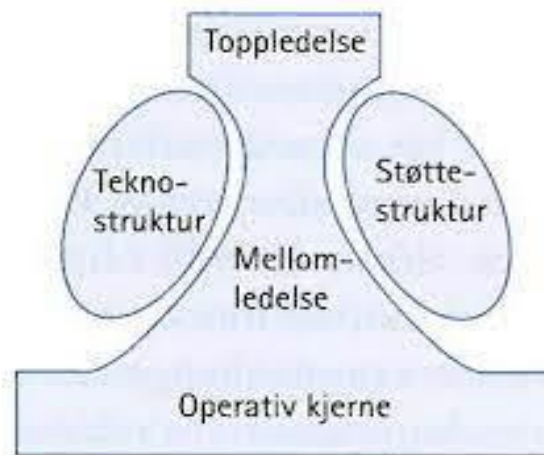 Toppledelse
Tekno-
struktur
Støtte-
struktur
Mellom-
ledelse
Operativ kjerne